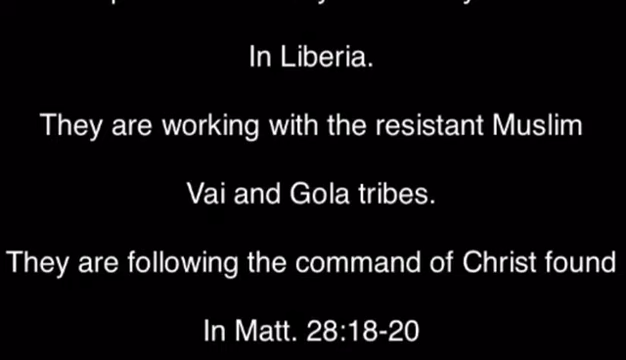 In Liberia.
They are working with the resistant Muslim
Vai and Gola tribes.
They are following the command of Christ found
In Matt. 28:18-20